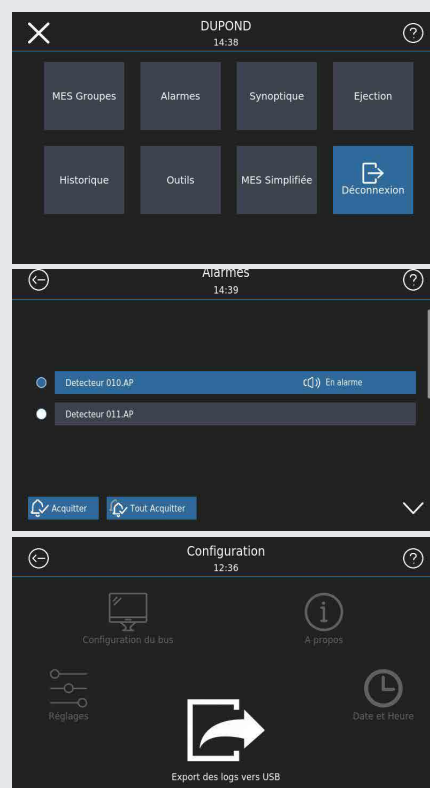 DUPOND
14:38
MES Groupes
Alarmes
Synoptique
Ejection
Historique
Outils
MES Simplifiée
Déconnexion
Alarmes
14:39
Detecteur 010.AP
En alarme
Detecteur 011.AP
Acquitter
Tout Acquitter
Configuration
12:36
Configuration du bus
A propos
Réglages
Date et Heure
Export des logs vers USB